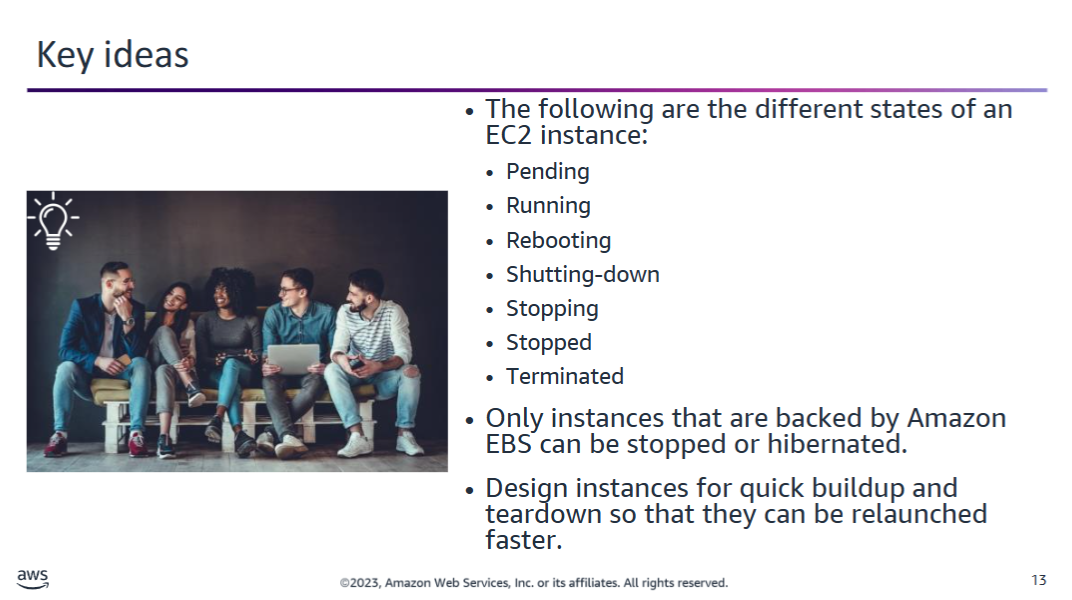 Key ideas
• The following are the different states of an
EC2 instance:
• Pending
• Running
• Rebooting
• Shutting-down
• Stopping
• Stopped
• Terminated
• Only instances that are backed by Amazon
EBS can be stopped or hibernated.
• Design instances for quick buildup and
teardown so that they can be relaunched
faster.
aws
©2023, Amazon Web Services, Inc. or its affiliates. All rights reserved.
13